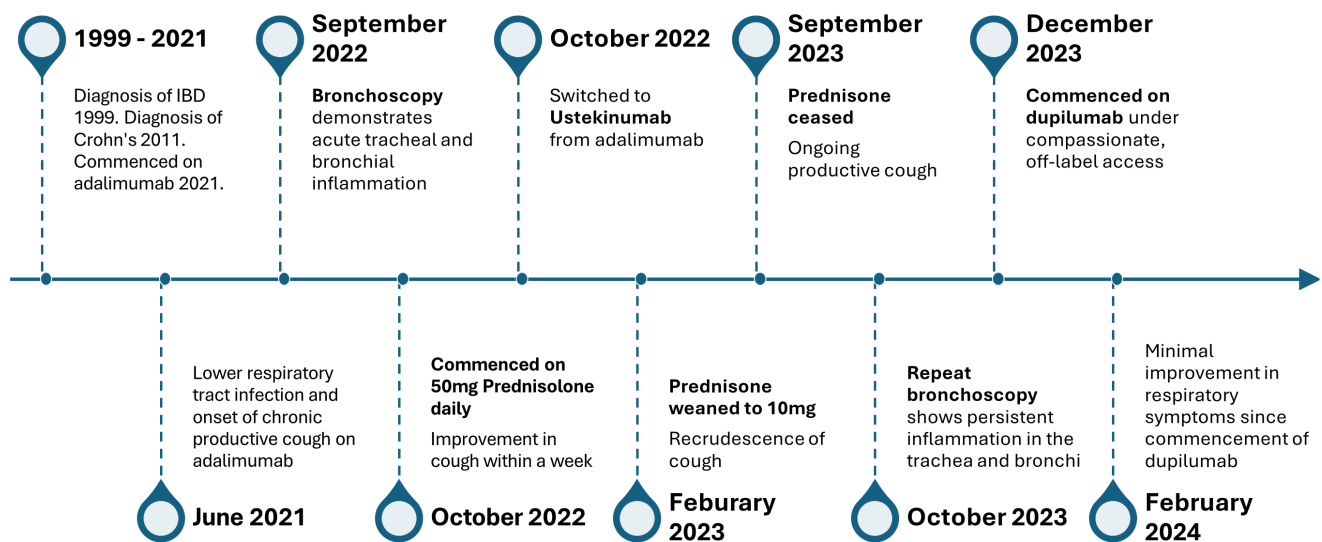 1999 - 2021
Diagnosis of IBD
1999. Diagnosis of
Crohn's 2011.
Commenced on
adalimumab 2021.
September
2022
Bronchoscopy
demonstrates
acute tracheal and
bronchial
inflammation
October 2022
Switched to
Ustekinumab
from adalimumab
September
2023
Prednisone
ceased
Ongoing
productive cough
December
2023
Commenced on
dupilumab under
compassionate,
off-label access
Lower respiratory
tract infection and
onset of chronic
productive cough on
adalimumab
June 2021
Commenced on
50mg Prednisolone
daily
Improvement in
cough within a week
October 2022
Prednisone
weaned to 10mg
Recrudescence of
cough
Feburary
2023
Repeat
bronchoscopy
shows persistent
inflammation in the
trachea and bronchi
October 2023
Minimal
improvement in
respiratory
symptoms since
commencement of
dupilumab
February
2024